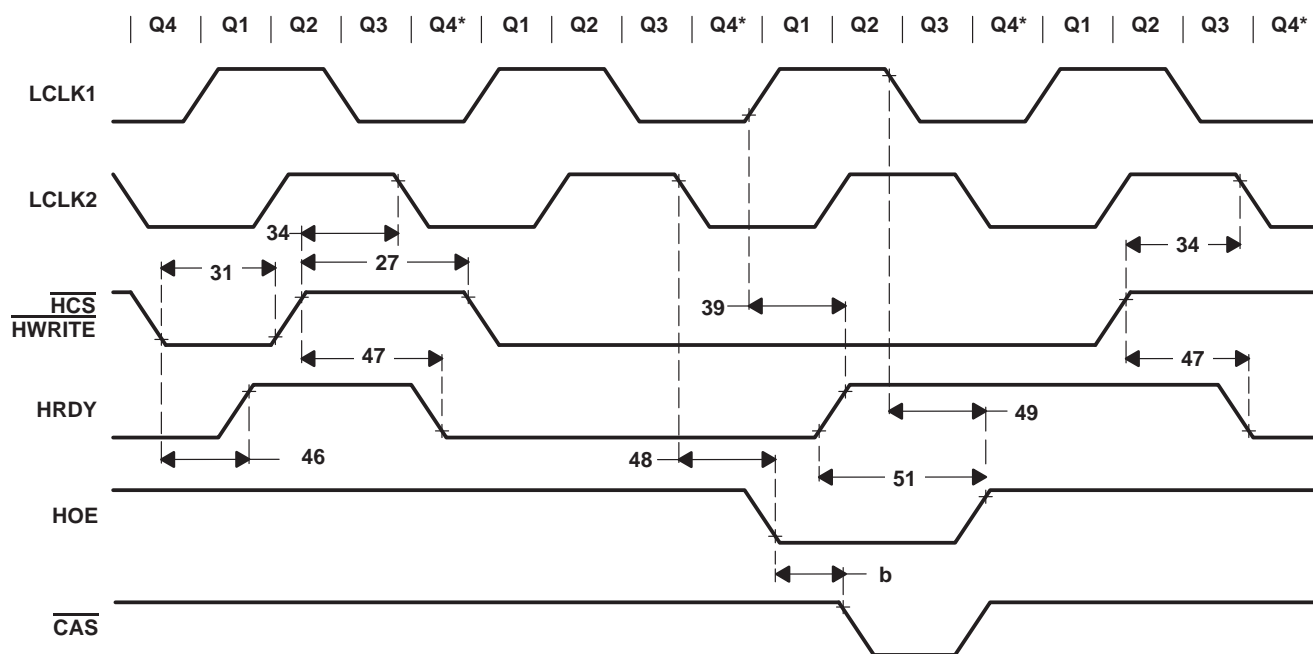 Q4 Q1 Q2 Q3 Q4* Q1 Q2 Q3 Q4* Q1 Q2 Q3 Q4* Q1 Q2 Q3 Q4*
LCLK1
LCLK2
34
34
31
27
HCS
HWRITE
39
47
47
HRDY
49
46
48
51
HOE
b
CAS